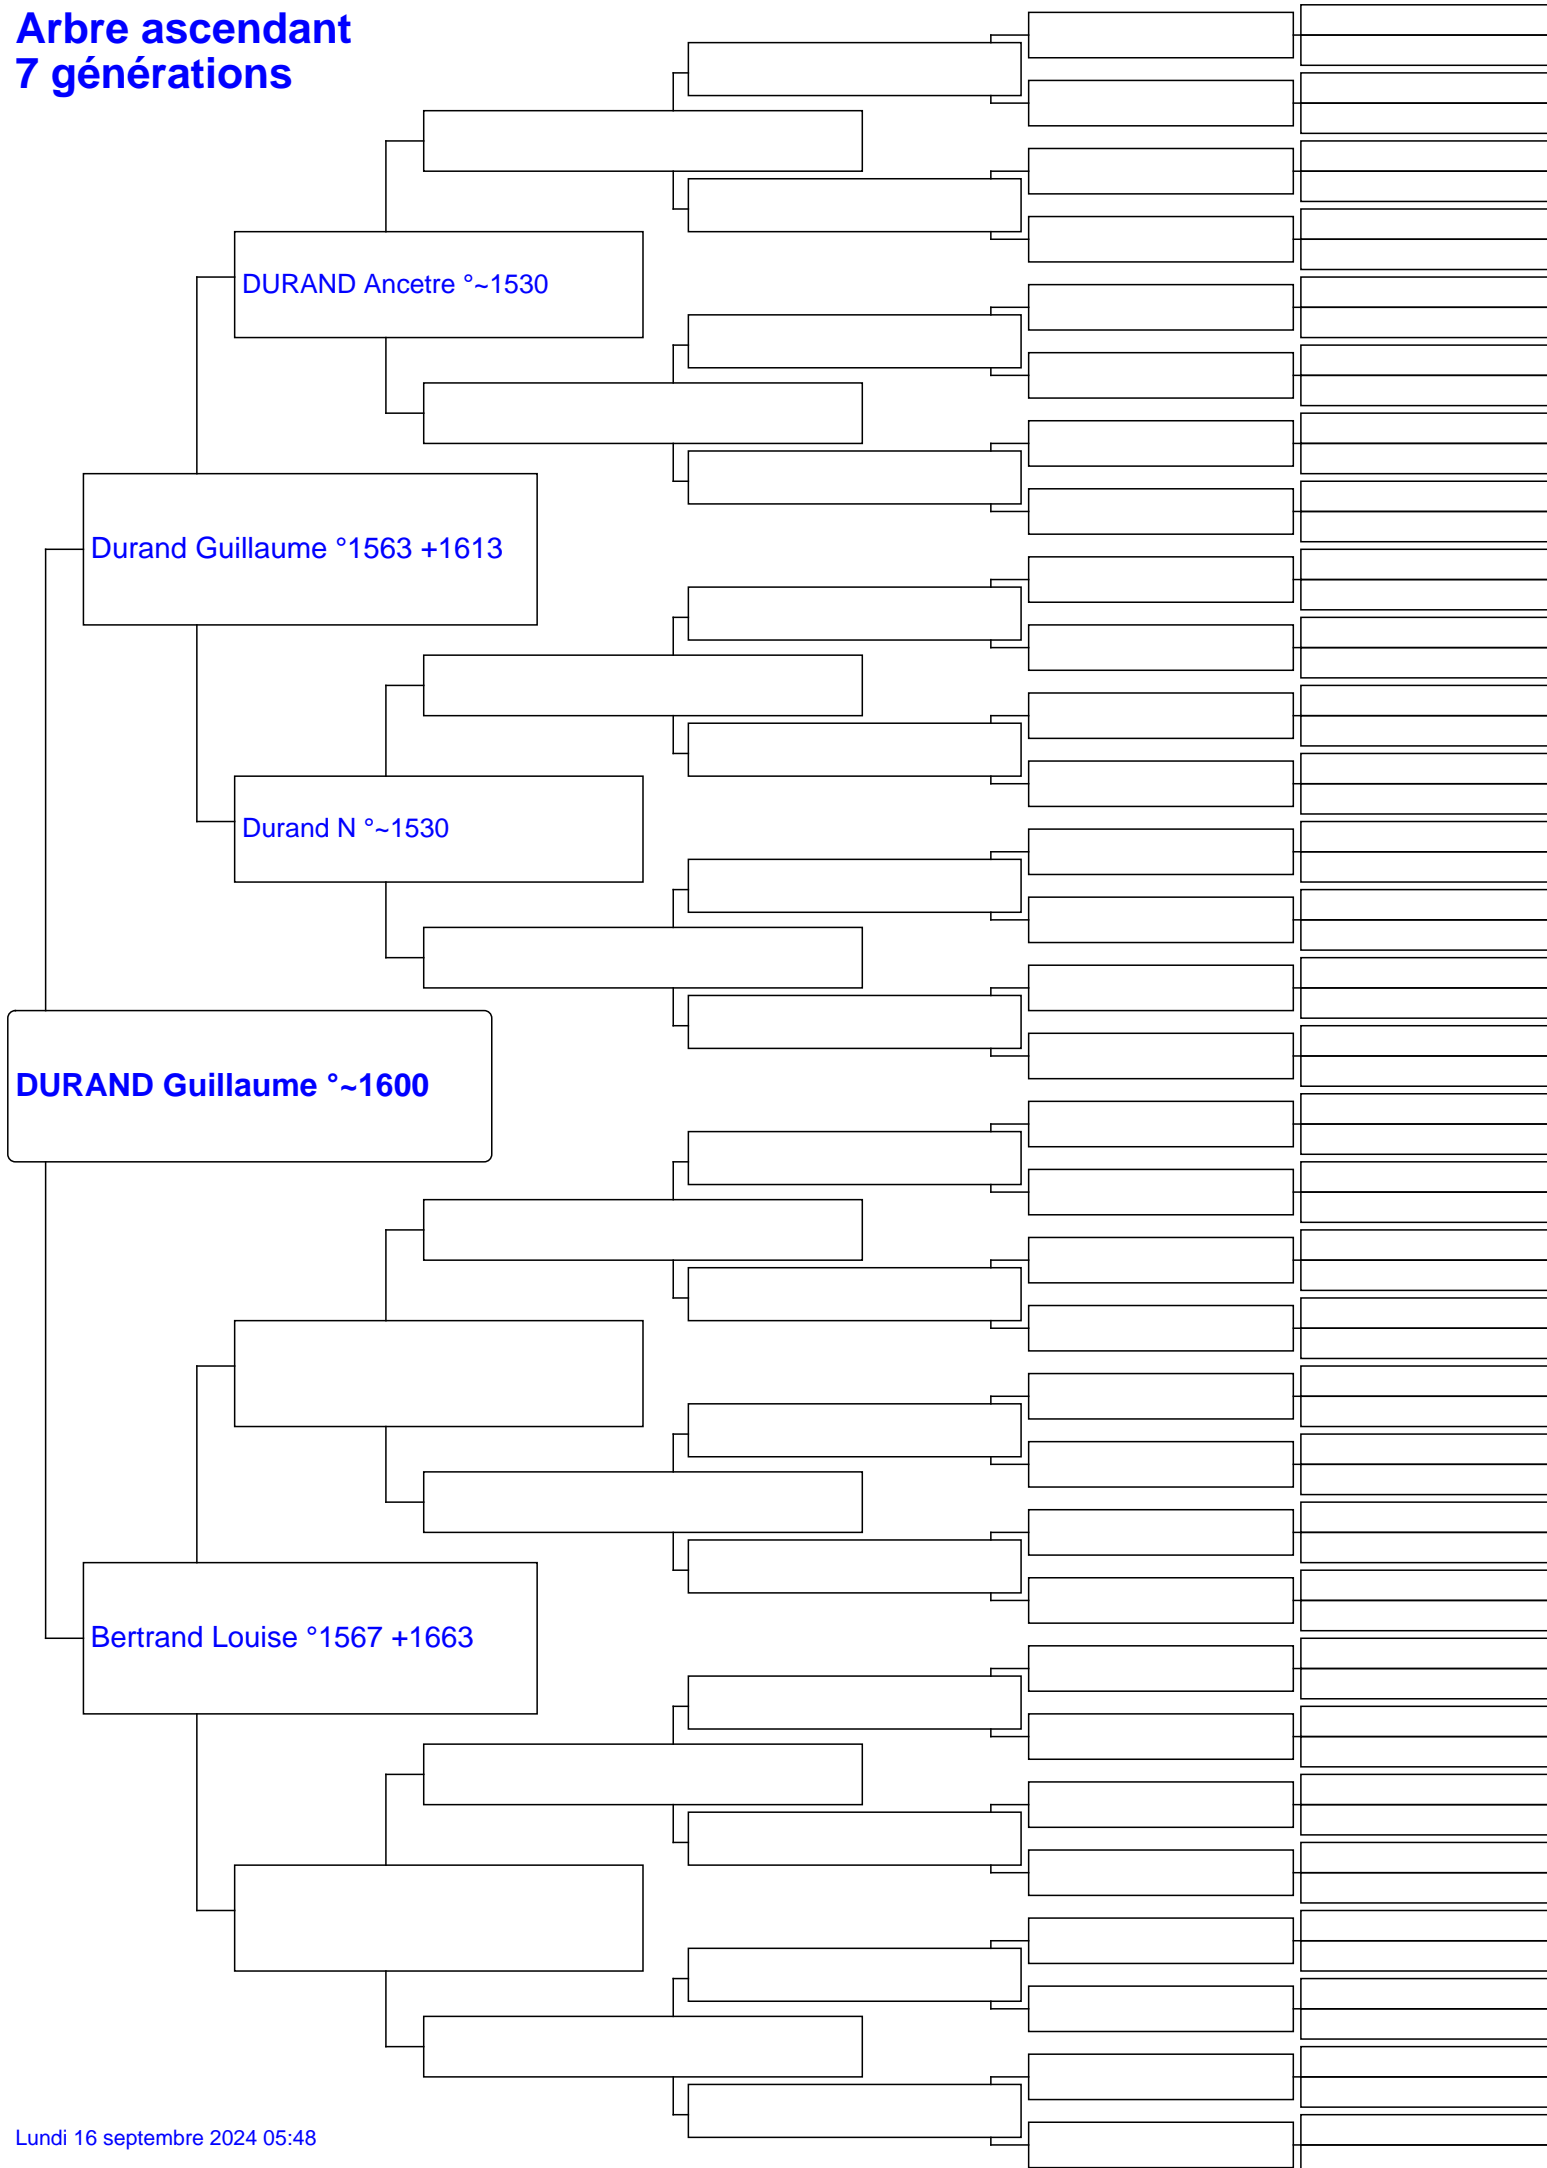 Arbre ascendant
7 générations
DURAND Ancetre °~1530
Durand Guillaume °1563 +1613
Durand N °~1530
DURAND Guillaume °~1600
Bertrand Louise °1567 +1663
Lundi 16 septembre 2024 05:48